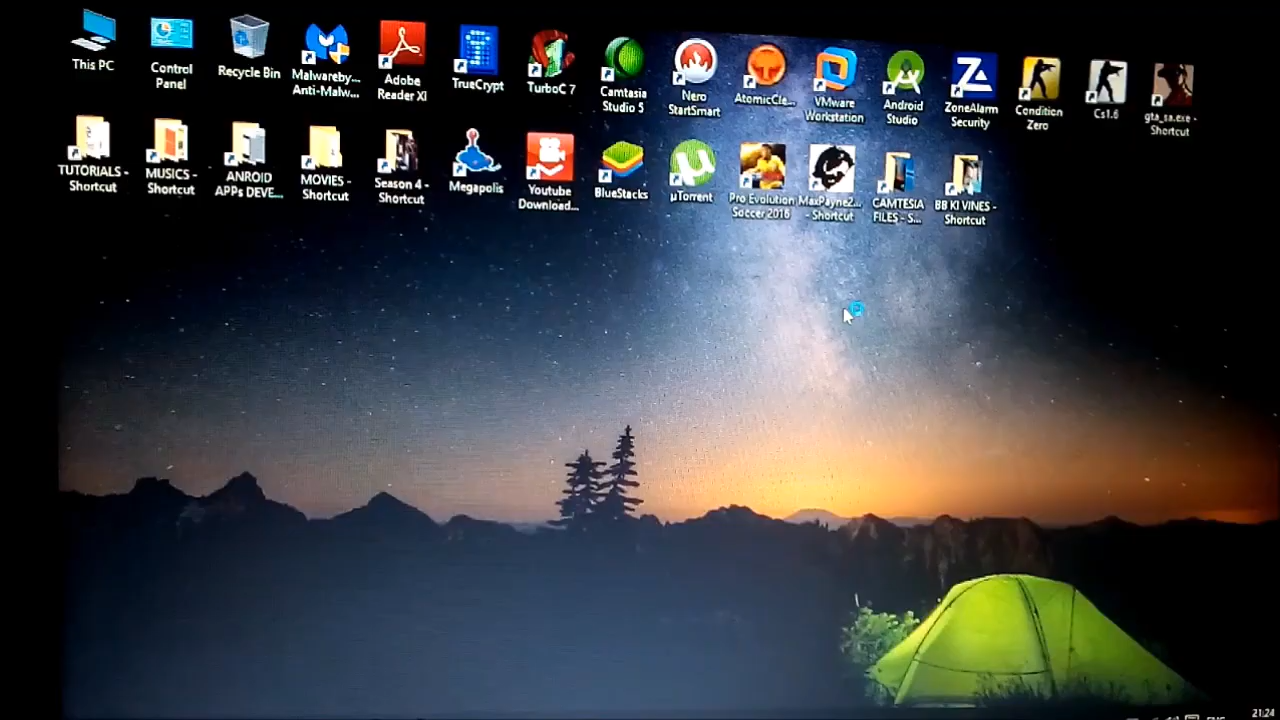 This PC
Control
Panel
Recycle Bin
Malwareby...
Anti-Malw...
Adobe
Reader XI
TrueCrypt
TurboC 7
Camtasia
Studio 5
Nero
StartSmart
AtomicCle...
VMware
Workstation
Android
Studio
ZoneAlarm
Security
Condition
Zero
Cs1.6
gta_sa.exe -
Shortcut
TUTORIALS -
Shortcut
MUSICS -
Shortcut
ANROID
APPs DEVE...
MOVIES -
Shortcut
Season 4 -
Shortcut
Megapolis
Youtube
Download...
BlueStacks
µTorrent
Pro Evolution
Soccer 2016
MaxPayne2...
- Shortcut
CAMTESIA
FILES - S...
BB KI VINES -
Shortcut
21:24